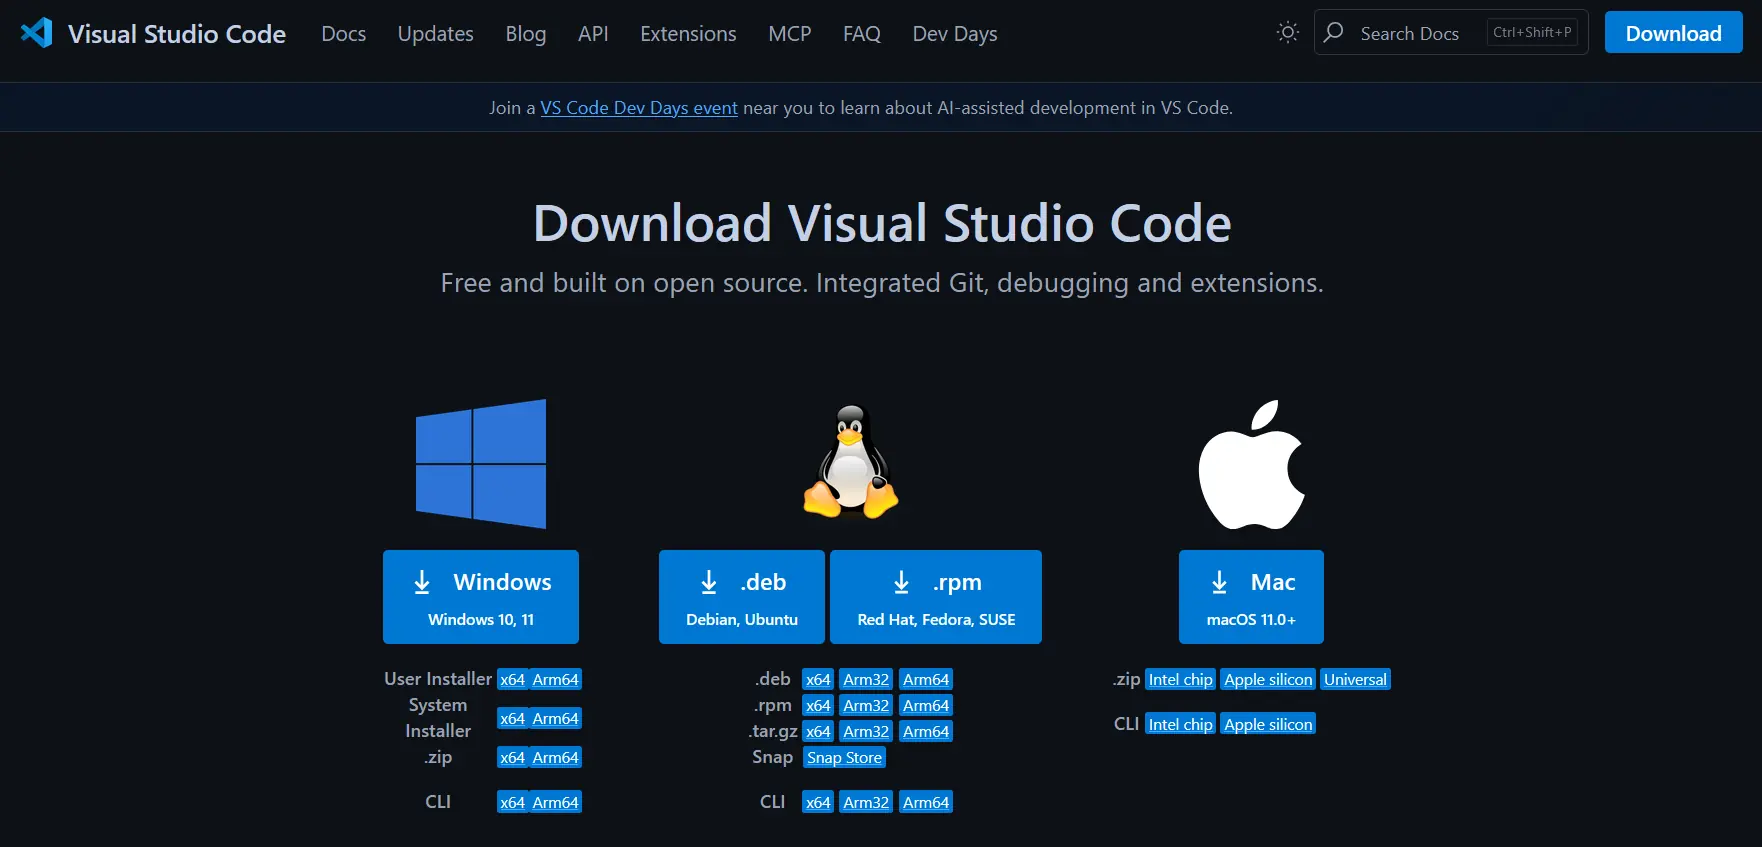 Visual Studio Code Docs Updates Blog API Extensions MCP FAQ Dev Days Search Docs Ctrl+Shift+P Download
Join a VS Code Dev Days event near you to learn about AI-assisted development in VS Code.
Download Visual Studio Code
Free and built on open source. Integrated Git, debugging and extensions.
Windows
Windows 10, 11
User Installer x64 Arm64
System
Installer
x64 Arm64
.zip x64 Arm64
CLI x64 Arm64
.deb
Debian, Ubuntu
.rpm
Red Hat, Fedora, SUSE
.deb x64 Arm32 Arm64
.rpm x64 Arm32 Arm64
.tar.gz x64 Arm32 Arm64
Snap Snap Store
CLI x64 Arm32 Arm64
Mac
macOS 11.0+
.zip Intel chip Apple silicon Universal
CLI Intel chip Apple silicon